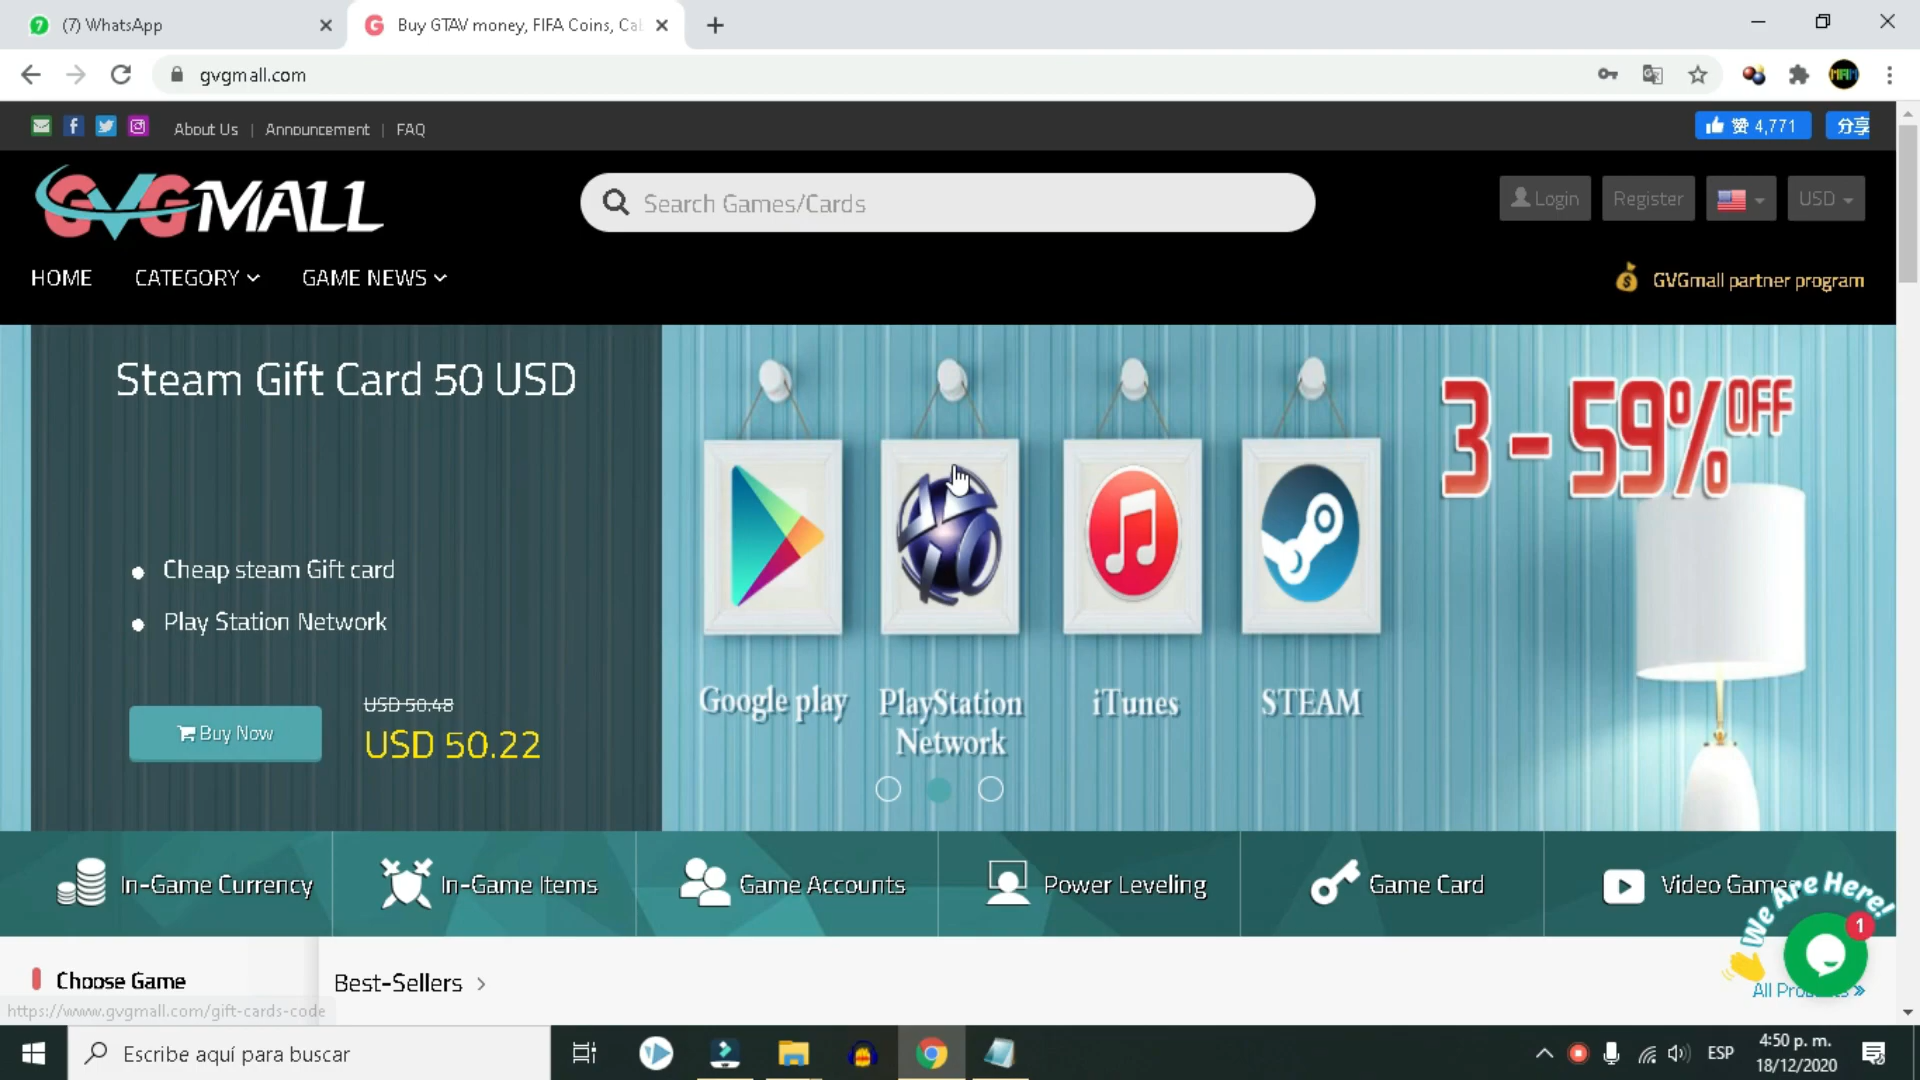 (7) WhatsApp
Buy GTAV money, FIFA Coins, Cal
gvgmall.com
About Us | Announcement | FAQ
赞 4,771
分享
GVGMALL
Search Games/Cards
Login
Register
USD
HOME
CATEGORY
GAME NEWS
GVGmall partner program
Steam Gift Card 50 USD
Cheap steam Gift card
Play Station Network
Buy Now
USD 50.48
USD 50.22
3-59% OFF
Google play
PlayStation
Network
iTunes
STEAM
In-Game Currency
In-Game Items
Game Accounts
Power Leveling
Game Card
Video Games
We Are Here!
1
Choose Game
Best-Sellers >
All Pro
https://www.gvgmall.com/gift-cards-code
Escribe aquí para buscar
ESP
4:50 p. m.
18/12/2020